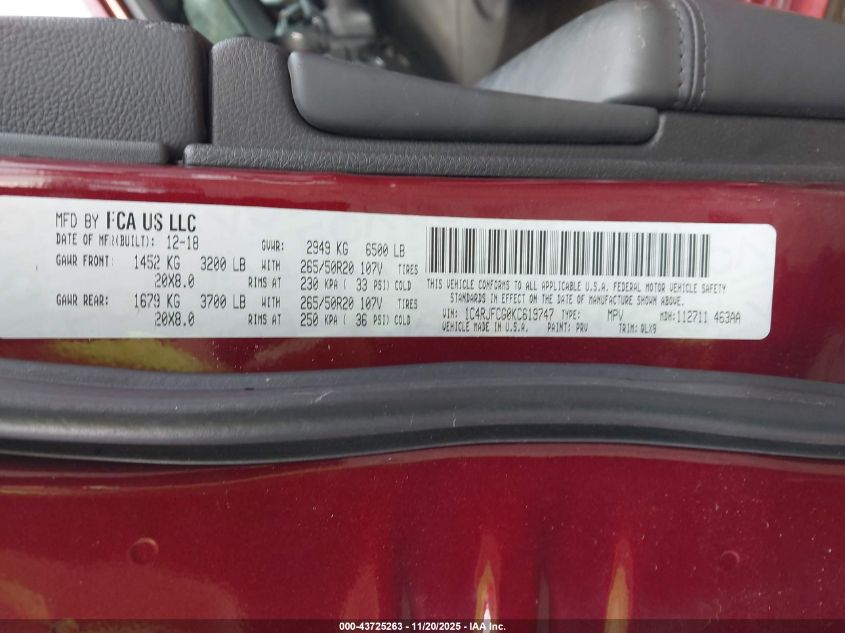 MFD BY FCA US LLC
DATE OF MFR(BUILT): 12-18 GVWR: 2949 KG 6500 LB
GAWR FRONT: 1452 KG 3200 LB WITH 265/50R20 107V TIRES
20X8.0 RIMS AT 230 KPA ( 33 PSI) COLD
GAWR REAR: 1679 KG 3700 LB WITH 265/50R20 107V TIRES
20X8.0 RIMS AT 250 KPA ( 36 PSI) COLD
THIS VEHICLE CONFORMS TO ALL APPLICABLE U.S.A. FEDERAL MOTOR VEHICLE SAFETY
STANDARDS IN EFFECT ON THE DATE OF MANUFACTURE SHOWN ABOVE.
VIN: 1C4RJFCG0KC619747 TYPE: MPV MDH: 112711 463AA
VEHICLE MADE IN U.S.A. PAINT: PRV TRIM: QLX9
000-43725263 - 11/20/2025 - IAA Inc.